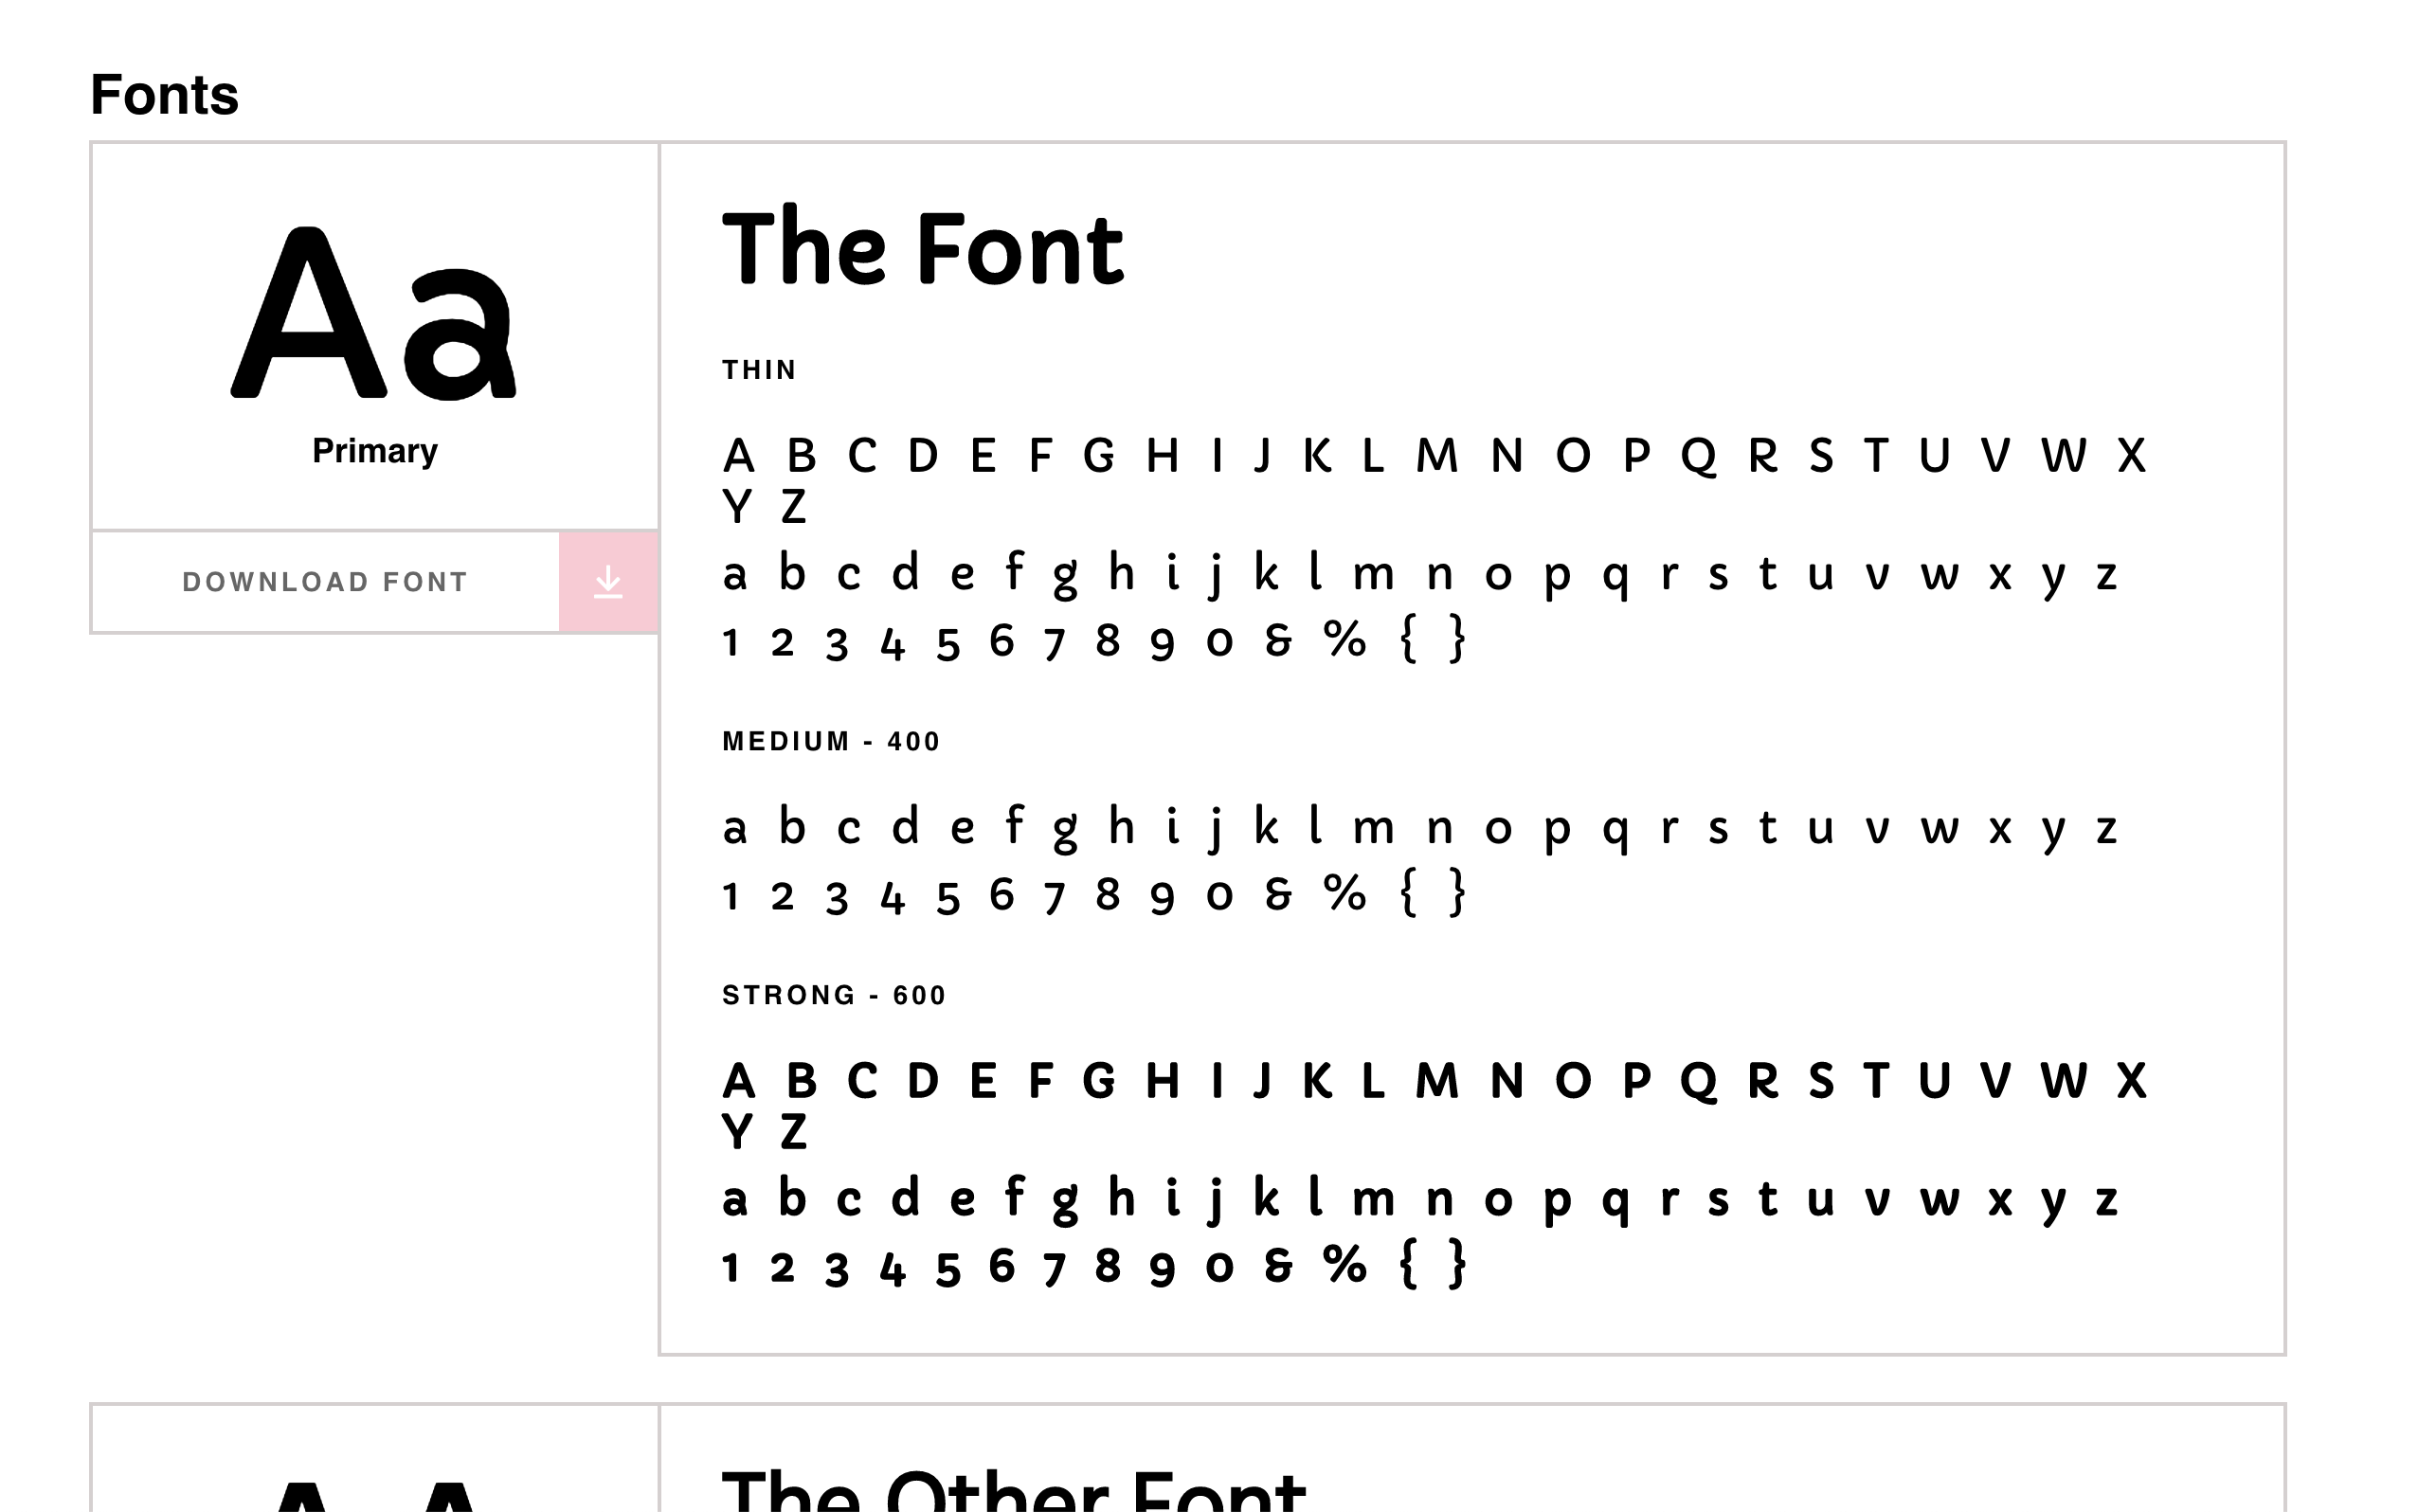 Fonts
Aa
Primary
DOWNLOAD FONT
The Font
THIN
A B C D E F G H I J K L M N O P Q R S T U V W X
Y Z
a b c d e f g h i j k l m n o p q r s t u v w x y z
1 2 3 4 5 6 7 8 9 0 & % { }
MEDIUM - 400
a b c d e f g h i j k l m n o p q r s t u v w x y z
1 2 3 4 5 6 7 8 9 0 & % { }
STRONG - 600
A B C D E F G H I J K L M N O P Q R S T U V W X
Y Z
a b c d e f g h i j k l m n o p q r s t u v w x y z
1 2 3 4 5 6 7 8 9 0 & % { }
A A
The Other Font